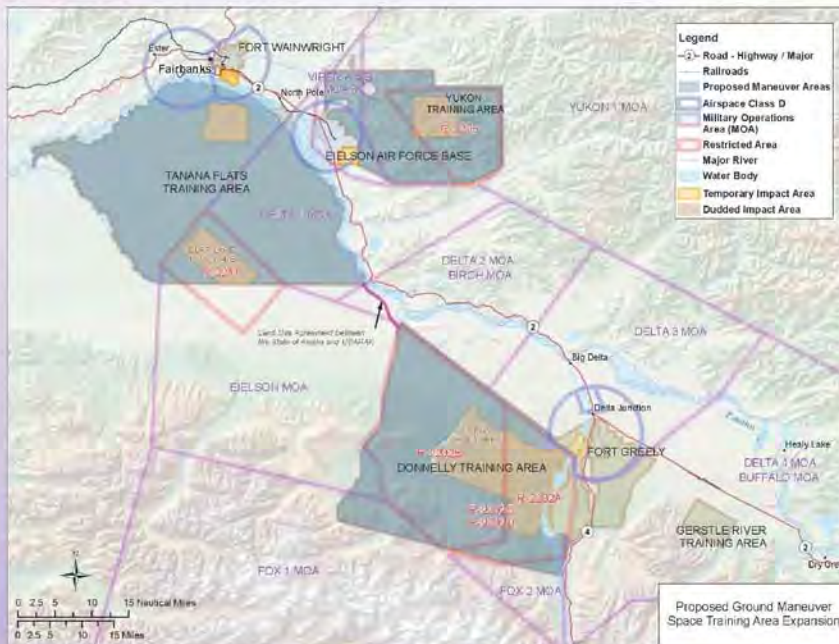 Ester
FORT WAINWRIGHT
Fairbanks
2
North Pole
YUKON
TRAINING AREA
YUKON 1 MOA
EIELSON AIR FORCE BASE
TANANA FLATS
TRAINING AREA
DELTA 2 MOA
BIRCH MOA
Land Use Agreement between
the State of Alaska and USARAK
2
DELTA 3 MOA
Big Delta
EIELSON MOA
Delta Junction
Healy Lake
FORT GREELY
DELTA 4 MOA
BUFFALO MOA
DONNELLY TRAINING AREA
R-2202A
4
GERSTLE RIVER
TRAINING AREA
2
FOX 1 MOA
FOX 2 MOA
Legend
2 Road - Highway / Major
Railroads
Proposed Maneuver Areas
Airspace Class D
Military Operations
Area (MOA)
Restricted Area
Major River
Water Body
Temporary Impact Area
Dudded Impact Area
N
0 2.5 5 10 15 Nautical Miles
0 2.5 5 10 15 Miles
Proposed Ground Maneuver
Space Training Area Expansion